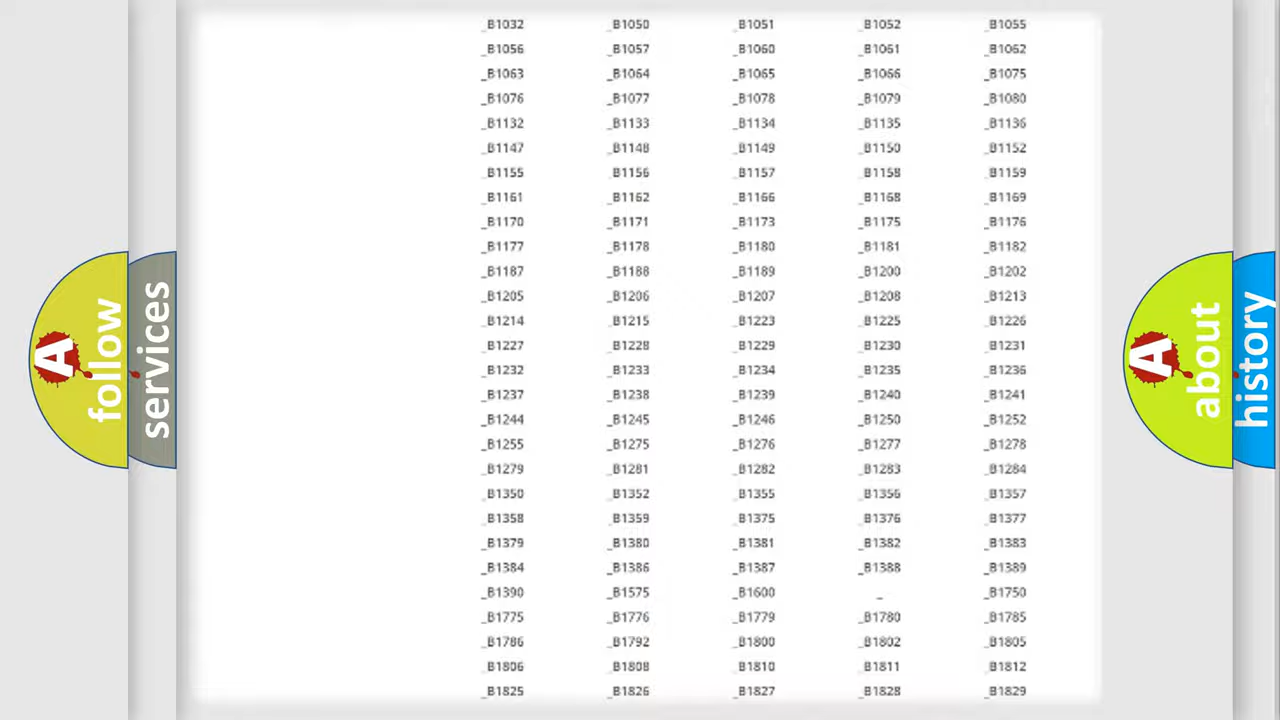 _B1032 _B1050 _B1051 _B1052 _B1055
_B1056 _B1057 _B1060 _B1061 _B1062
_B1063 _B1064 _B1065 _B1066 _B1075
_B1076 _B1077 _B1078 _B1079 _B1080
_B1132 _B1133 _B1134 _B1135 _B1136
_B1147 _B1148 _B1149 _B1150 _B1152
_B1155 _B1156 _B1157 _B1158 _B1159
_B1161 _B1162 _B1166 _B1168 _B1169
_B1170 _B1171 _B1173 _B1175 _B1176
_B1177 _B1178 _B1180 _B1181 _B1182
_B1187 _B1188 _B1189 _B1200 _B1202
_B1205 _B1206 _B1207 _B1208 _B1213
_B1214 _B1215 _B1223 _B1225 _B1226
_B1227 _B1228 _B1229 _B1230 _B1231
_B1232 _B1233 _B1234 _B1235 _B1236
_B1237 _B1238 _B1239 _B1240 _B1241
_B1244 _B1245 _B1246 _B1250 _B1252
_B1255 _B1275 _B1276 _B1277 _B1278
_B1279 _B1281 _B1282 _B1283 _B1284
_B1350 _B1352 _B1355 _B1356 _B1357
_B1358 _B1359 _B1375 _B1376 _B1377
_B1379 _B1380 _B1381 _B1382 _B1383
_B1384 _B1386 _B1387 _B1388 _B1389
_B1390 _B1575 _B1600 _ _B1750
_B1775 _B1776 _B1779 _B1780 _B1785
_B1786 _B1792 _B1800 _B1802 _B1805
_B1806 _B1808 _B1810 _B1811 _B1812
_B1825 _B1826 _B1827 _B1828 _B1829
A
follow
services
A
about
history